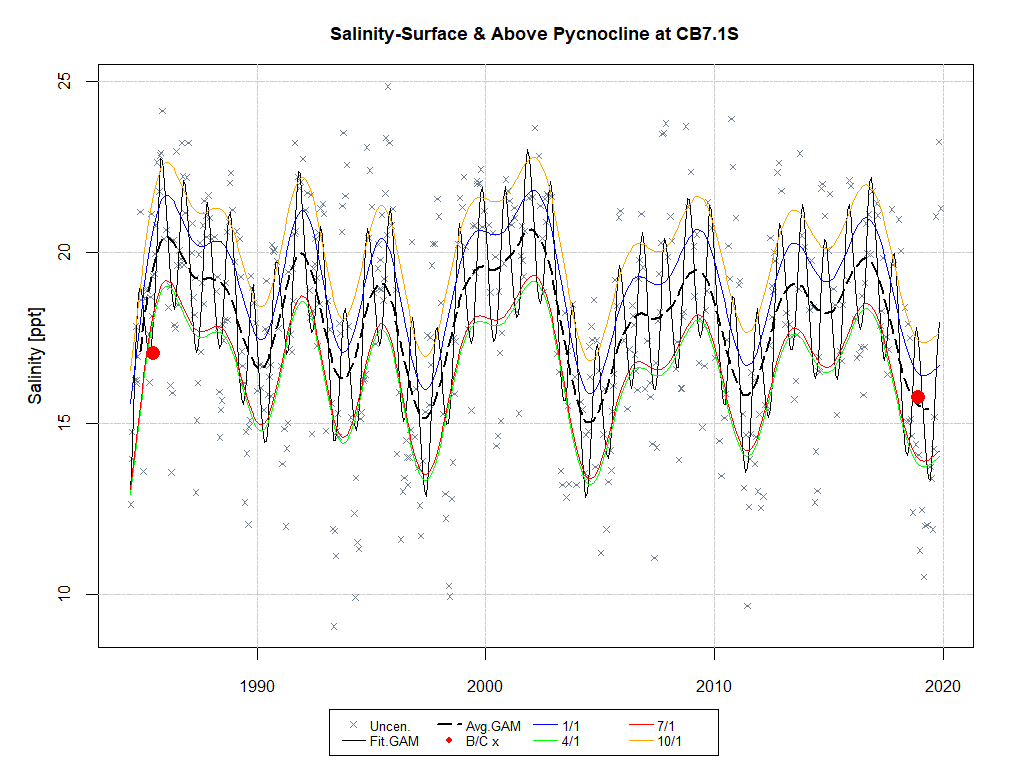 Salinity-Surface & Above Pycnocline at CB7.1S
25
20
15
10
Salinity [ppt]
1990 2000 2010 2020
Uncen. Avg.GAM 1/1 7/1
Fit.GAM B/C x 4/1 10/1